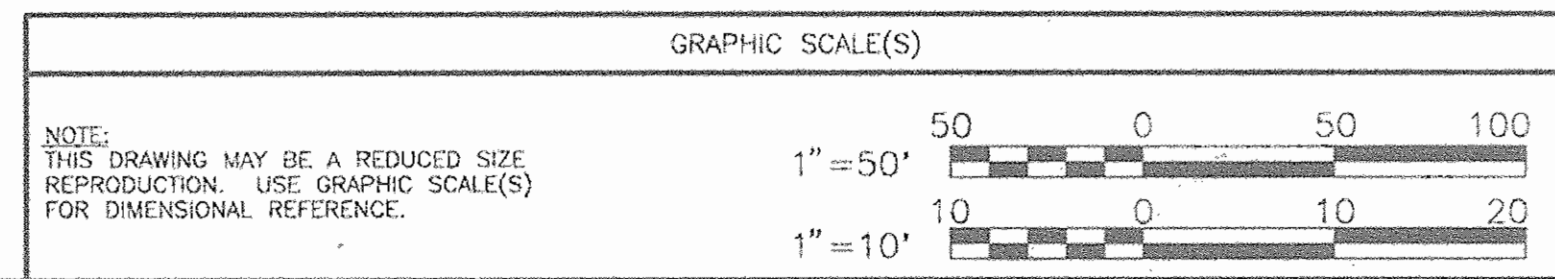 GRAPHIC SCALE(S)
NOTE:
THIS DRAWING MAY BE A REDUCED SIZE
REPRODUCTION. USE GRAPHIC SCALE(S)
FOR DIMENSIONAL REFERENCE.
50 0 50 100
1"=50'
10 0 10 20
1"=10'